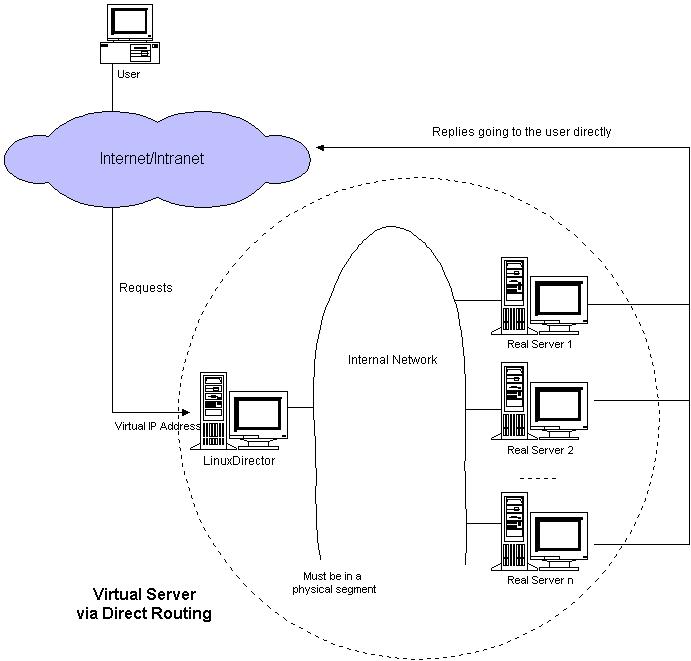 User
Replies going to the user directly
Internet/Intranet
Requests
Real Server 1
Internal Network
Virtual IP Address
Real Server 2
LinuxDirector
Must be in a
physical segment
Real Server n
Virtual Server
via Direct Routing